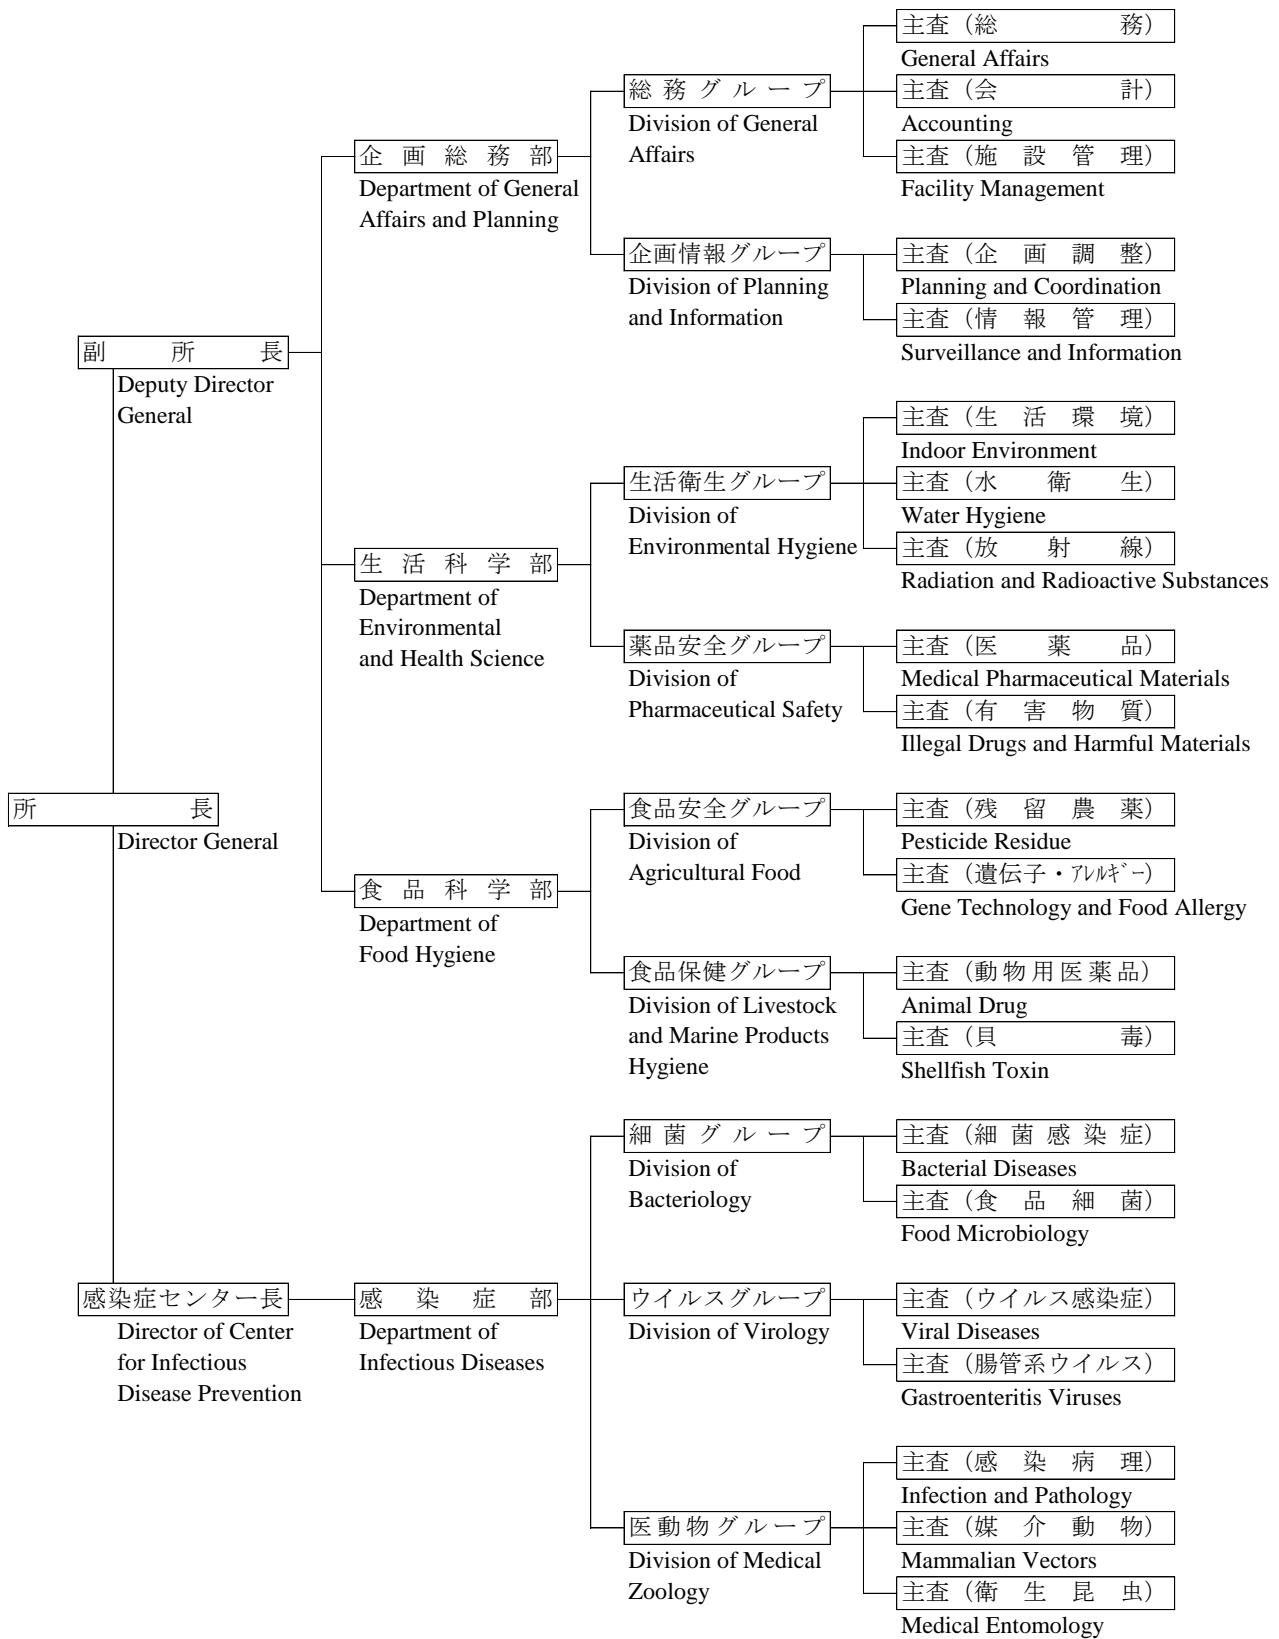 主査（総務）
General Affairs
総務グループ
主査（会計）
Division of General
Affairs
Accounting
企画総務部
主査（施設管理）
Department of General
Affairs and Planning
Facility Management
企画情報グループ
主査（企画調整）
Division of Planning
and Information
Planning and Coordination
主査（情報管理）
Surveillance and Information
副所長
Deputy Director
General
主査（生活環境）
Indoor Environment
生活衛生グループ
主査（水衛生）
Division of
Environmental Hygiene
Water Hygiene
生活科学部
主査（放射線）
Department of
Environmental
and Health Science
Radiation and Radioactive Substances
薬品安全グループ
主査（医薬品）
Division of
Pharmaceutical Safety
Medical Pharmaceutical Materials
主査（有害物質）
Illegal Drugs and Harmful Materials
所長
Director General
食品安全グループ
主査（残留農薬）
Division of
Agricultural Food
Pesticide Residue
主査（遺伝子・ｱﾚﾙｷﾞｰ）
Gene Technology and Food Allergy
食品科学部
Department of
Food Hygiene
食品保健グループ
主査（動物用医薬品）
Division of Livestock
and Marine Products
Hygiene
Animal Drug
主査（貝毒）
Shellfish Toxin
細菌グループ
主査（細菌感染症）
Division of
Bacteriology
Bacterial Diseases
主査（食品細菌）
Food Microbiology
感染症センター長
Director of Center
for Infectious
Disease Prevention
感染症部
Department of
Infectious Diseases
ウイルスグループ
主査（ウイルス感染症）
Division of Virology
Viral Diseases
主査（腸管系ウイルス）
Gastroenteritis Viruses
主査（感染病理）
Infection and Pathology
医動物グループ
主査（媒介動物）
Division of Medical
Zoology
Mammalian Vectors
主査（衛生昆虫）
Medical Entomology